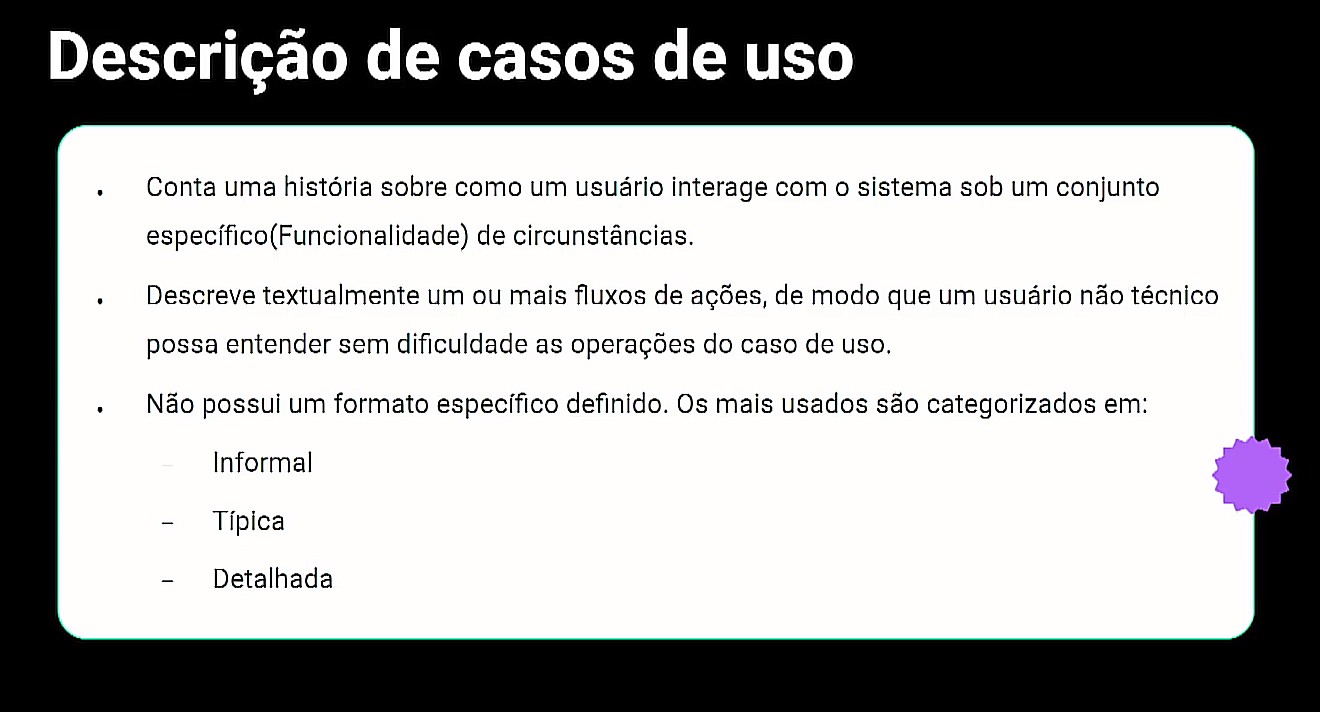 Descrição de casos de uso
• Conta uma história sobre como um usuário interage com o sistema sob um conjunto
específico(Funcionalidade) de circunstâncias.
• Descreve textualmente um ou mais fluxos de ações, de modo que um usuário não técnico
possa entender sem dificuldade as operações do caso de uso.
• Não possui um formato específico definido. Os mais usados são categorizados em:
– Informal
– Típica
– Detalhada